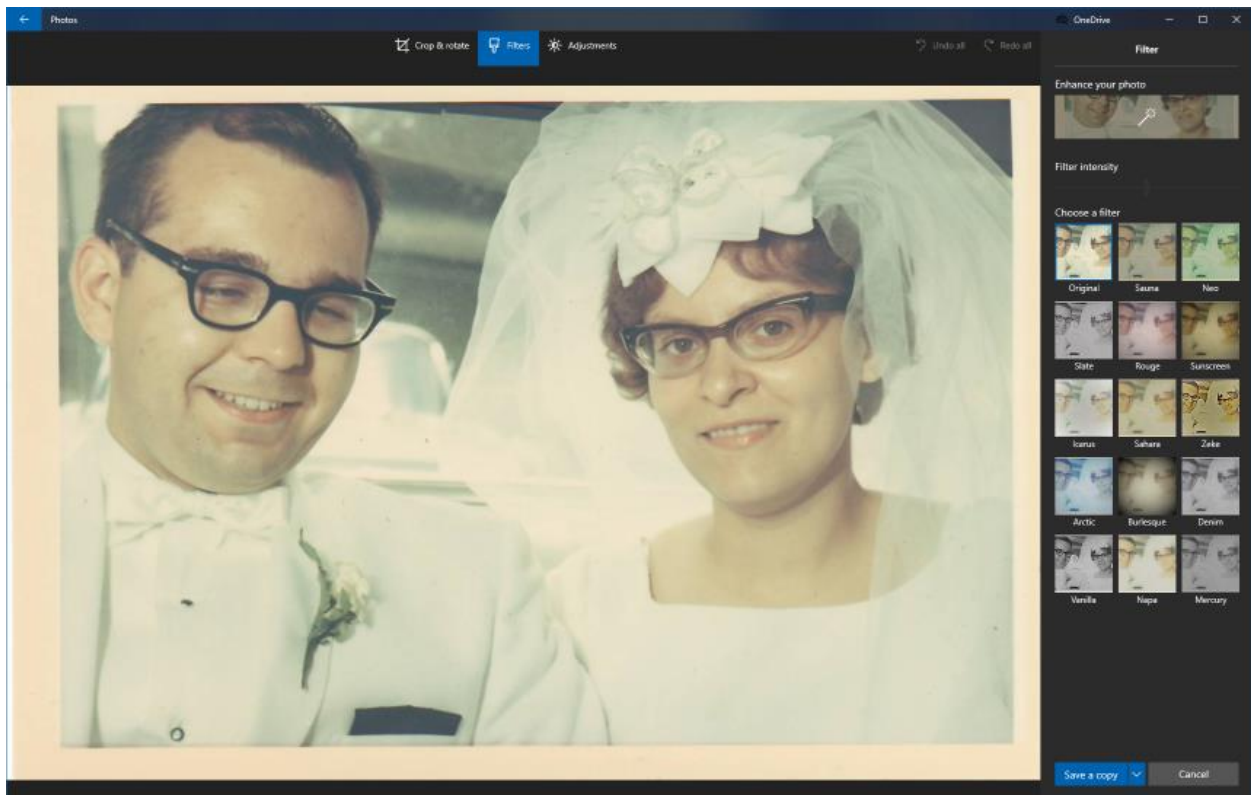 Photos
OneDrive
Crop & rotate
Filters
Adjustments
Undo all
Redo all
Filter
Enhance your photo
Filter intensity
Choose a filter
Original Sauna Neo
Slate Rouge Sunscreen
Icarus Sahara Zeke
Arctic Burlesque Denim
Vanilla Napa Mercury
Save a copy
Cancel